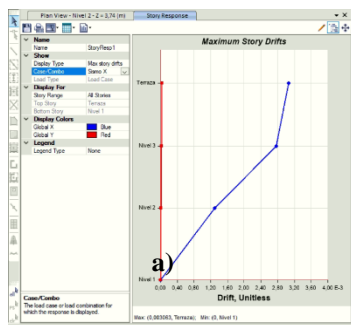 Plan View - Nivel 2 - Z = 3,74 (m)
Story Response
Name
Name StoryResp1
Show
Display Type Max story drifts
Case/Combo Sismo X
Load Type Load Case
Display For
Story Range All Stories
Top Story Terraza
Bottom Story Nivel 1
Display Colors
Global X Blue
Global Y Red
Legend
Legend Type None
Case/Combo
The load case or load combination for
which the response is displayed.
Maximum Story Drifts
Terraza
Nivel 3
Nivel 2
Nivel 1
a)
0,00 0,40 0,80 1,20 1,60 2,00 2,40 2,80 3,20 3,60 4,00 E-3
Drift, Unitless
Max: (0,003083, Terraza); Min: (0, Nivel 1)